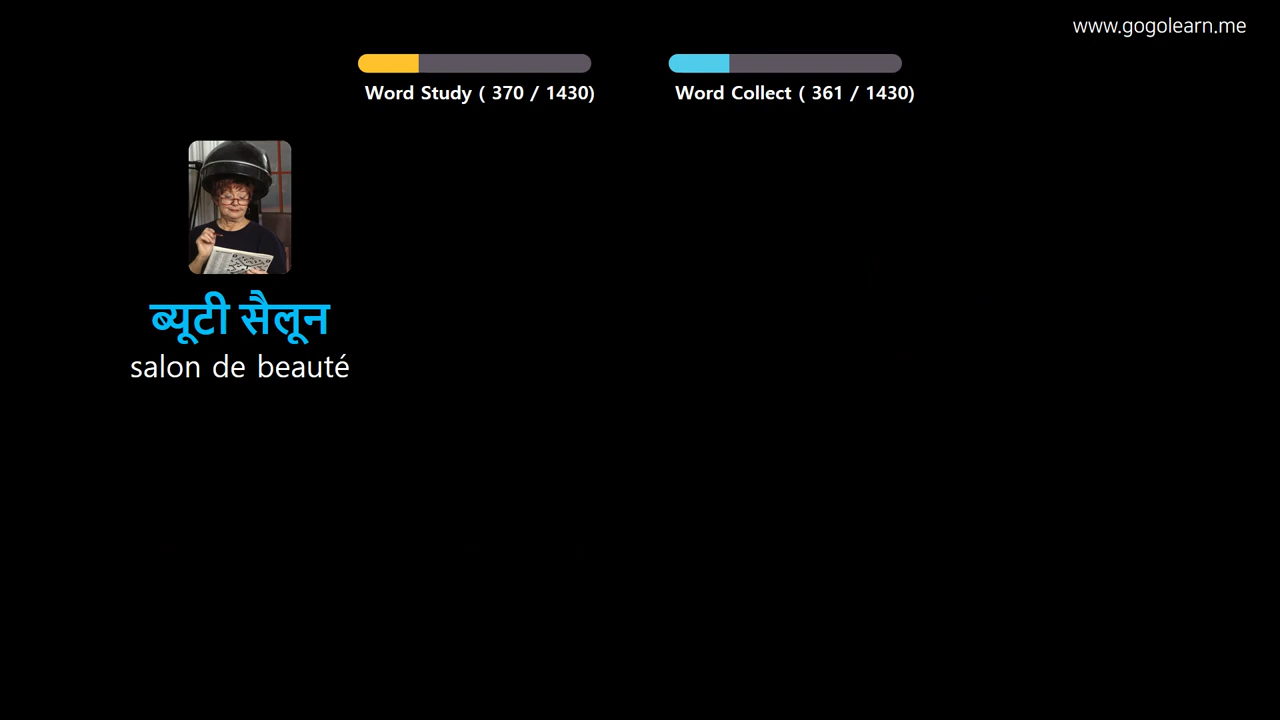 www.gogolearn.me
Word Study ( 370 / 1430)
Word Collect ( 361 / 1430)
ब्यूटी सैलून
salon de beauté